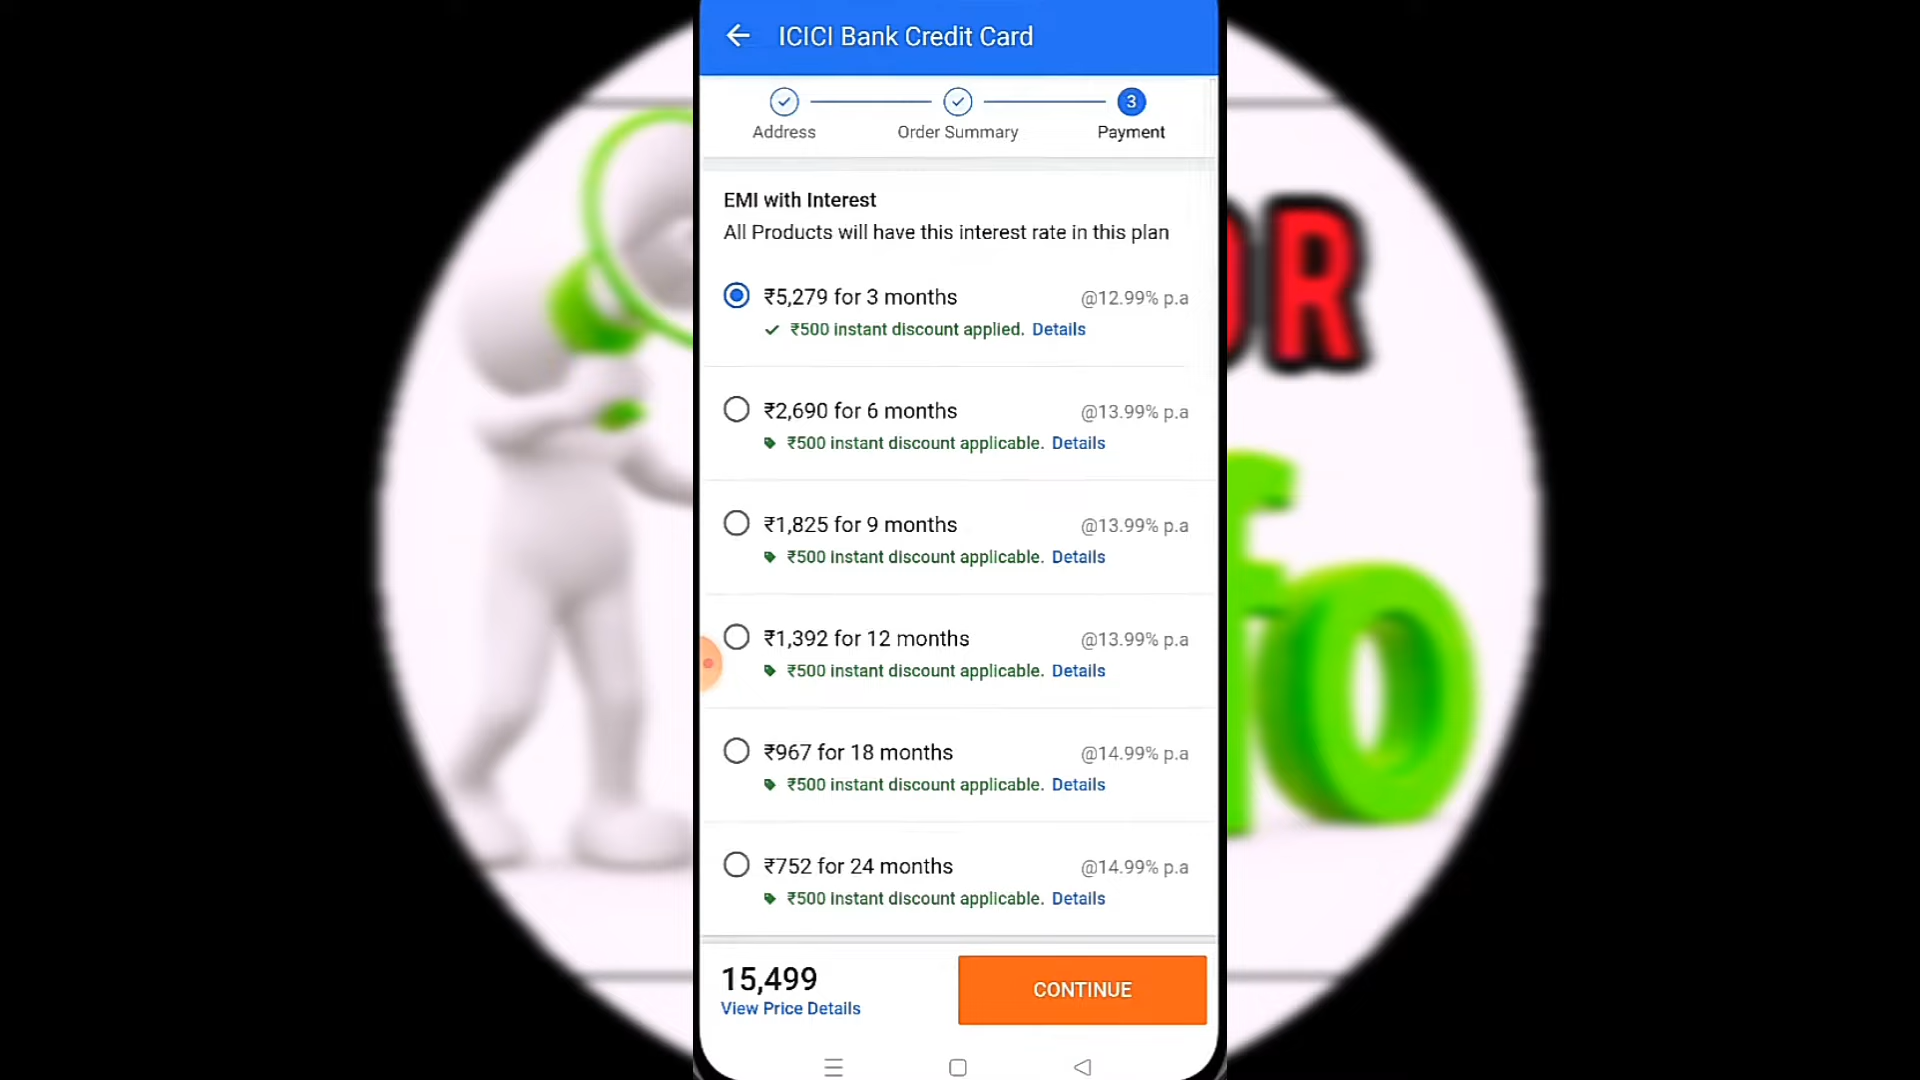 ICICI Bank Credit Card
3
Address
Order Summary
Payment
EMI with Interest
All Products will have this interest rate in this plan
₹5,279 for 3 months @12.99% p.a
₹500 instant discount applied. Details
₹2,690 for 6 months @13.99% p.a
₹500 instant discount applicable. Details
₹1,825 for 9 months @13.99% p.a
₹500 instant discount applicable. Details
₹1,392 for 12 months @13.99% p.a
₹500 instant discount applicable. Details
₹967 for 18 months @14.99% p.a
₹500 instant discount applicable. Details
₹752 for 24 months @14.99% p.a
₹500 instant discount applicable. Details
15,499
View Price Details
CONTINUE
R
fo